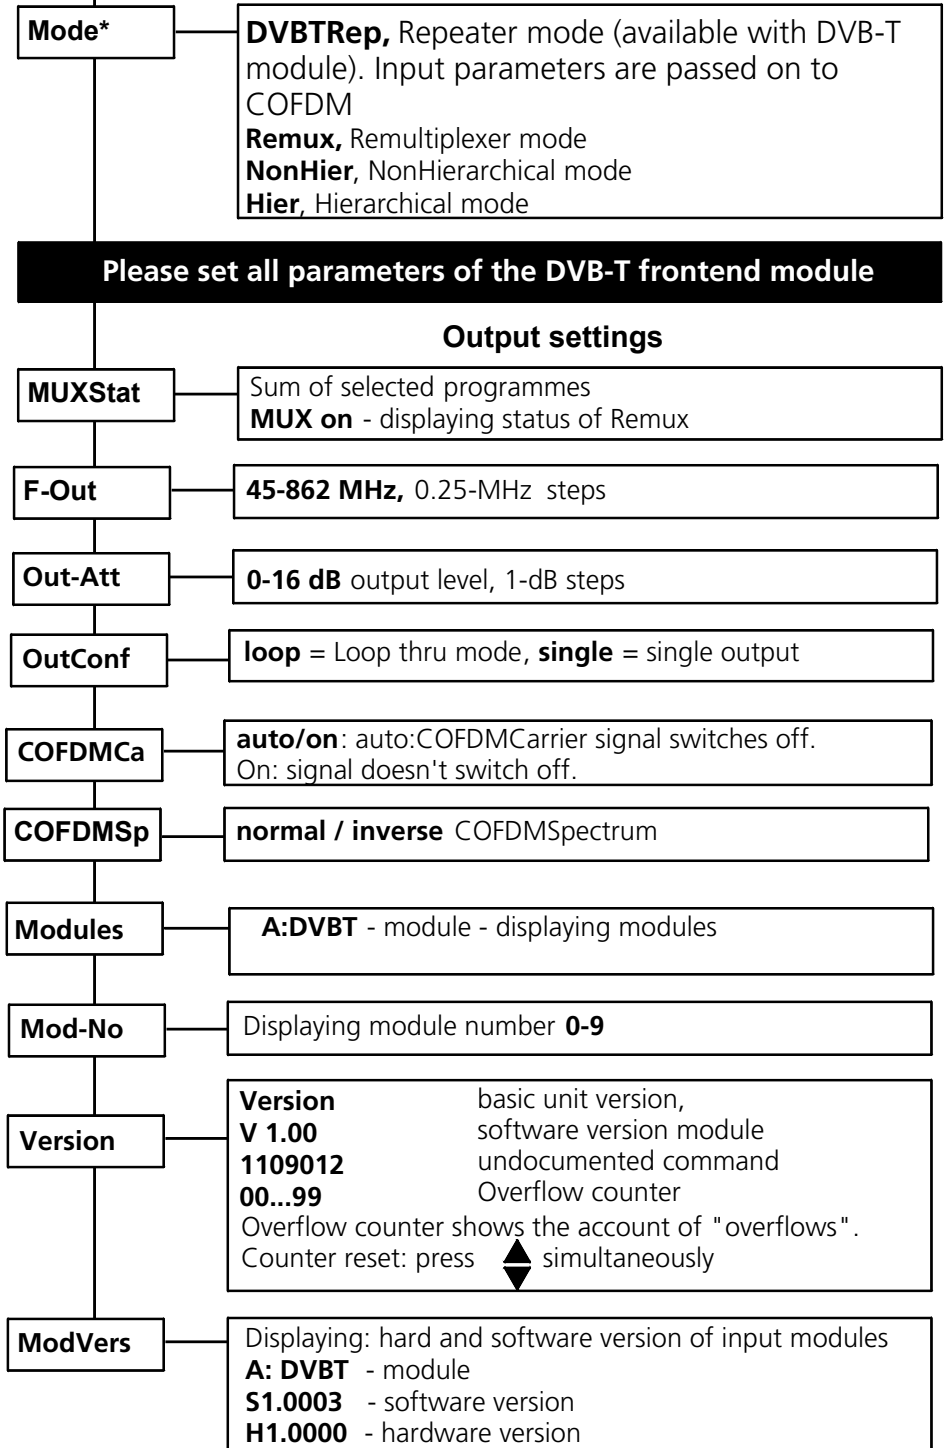 Mode*
DVBTRep, Repeater mode (available with DVB-T
module). Input parameters are passed on to
COFDM
Remux, Remultiplexer mode
NonHier, NonHierarchical mode
Hier, Hierarchical mode
Please set all parameters of the DVB-T frontend module
Output settings
MUXStat
Sum of selected programmes
MUX on - displaying status of Remux
F-Out
45-862 MHz, 0.25-MHz steps
Out-Att
0-16 dB output level, 1-dB steps
OutConf
loop = Loop thru mode, single = single output
COFDMCa
auto/on: auto:COFDMCarrier signal switches off.
On: signal doesn't switch off.
COFDMSp
normal / inverse COFDMSpectrum
Modules
A:DVBT - module - displaying modules
Mod-No
Displaying module number 0-9
Version
Version basic unit version,
V 1.00 software version module
1109012 undocumented command
00...99 Overflow counter
Overflow counter shows the account of "overflows".
Counter reset: press simultaneously
ModVers
Displaying: hard and software version of input modules
A: DVBT - module
S1.0003 - software version
H1.0000 - hardware version